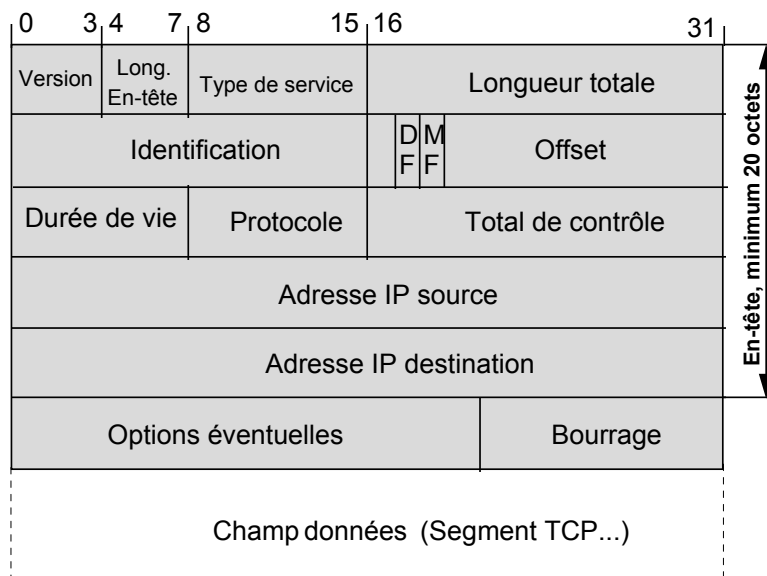 0 3 4 7 8 15 16 31
Version Long. En-tête Type de service Longueur totale
Identification DF MF Offset
Durée de vie Protocole Total de contrôle
Adresse IP source
Adresse IP destination
Options éventuelles Bourrage
Champ données (Segment TCP...)
En-tête, minimum 20 octets